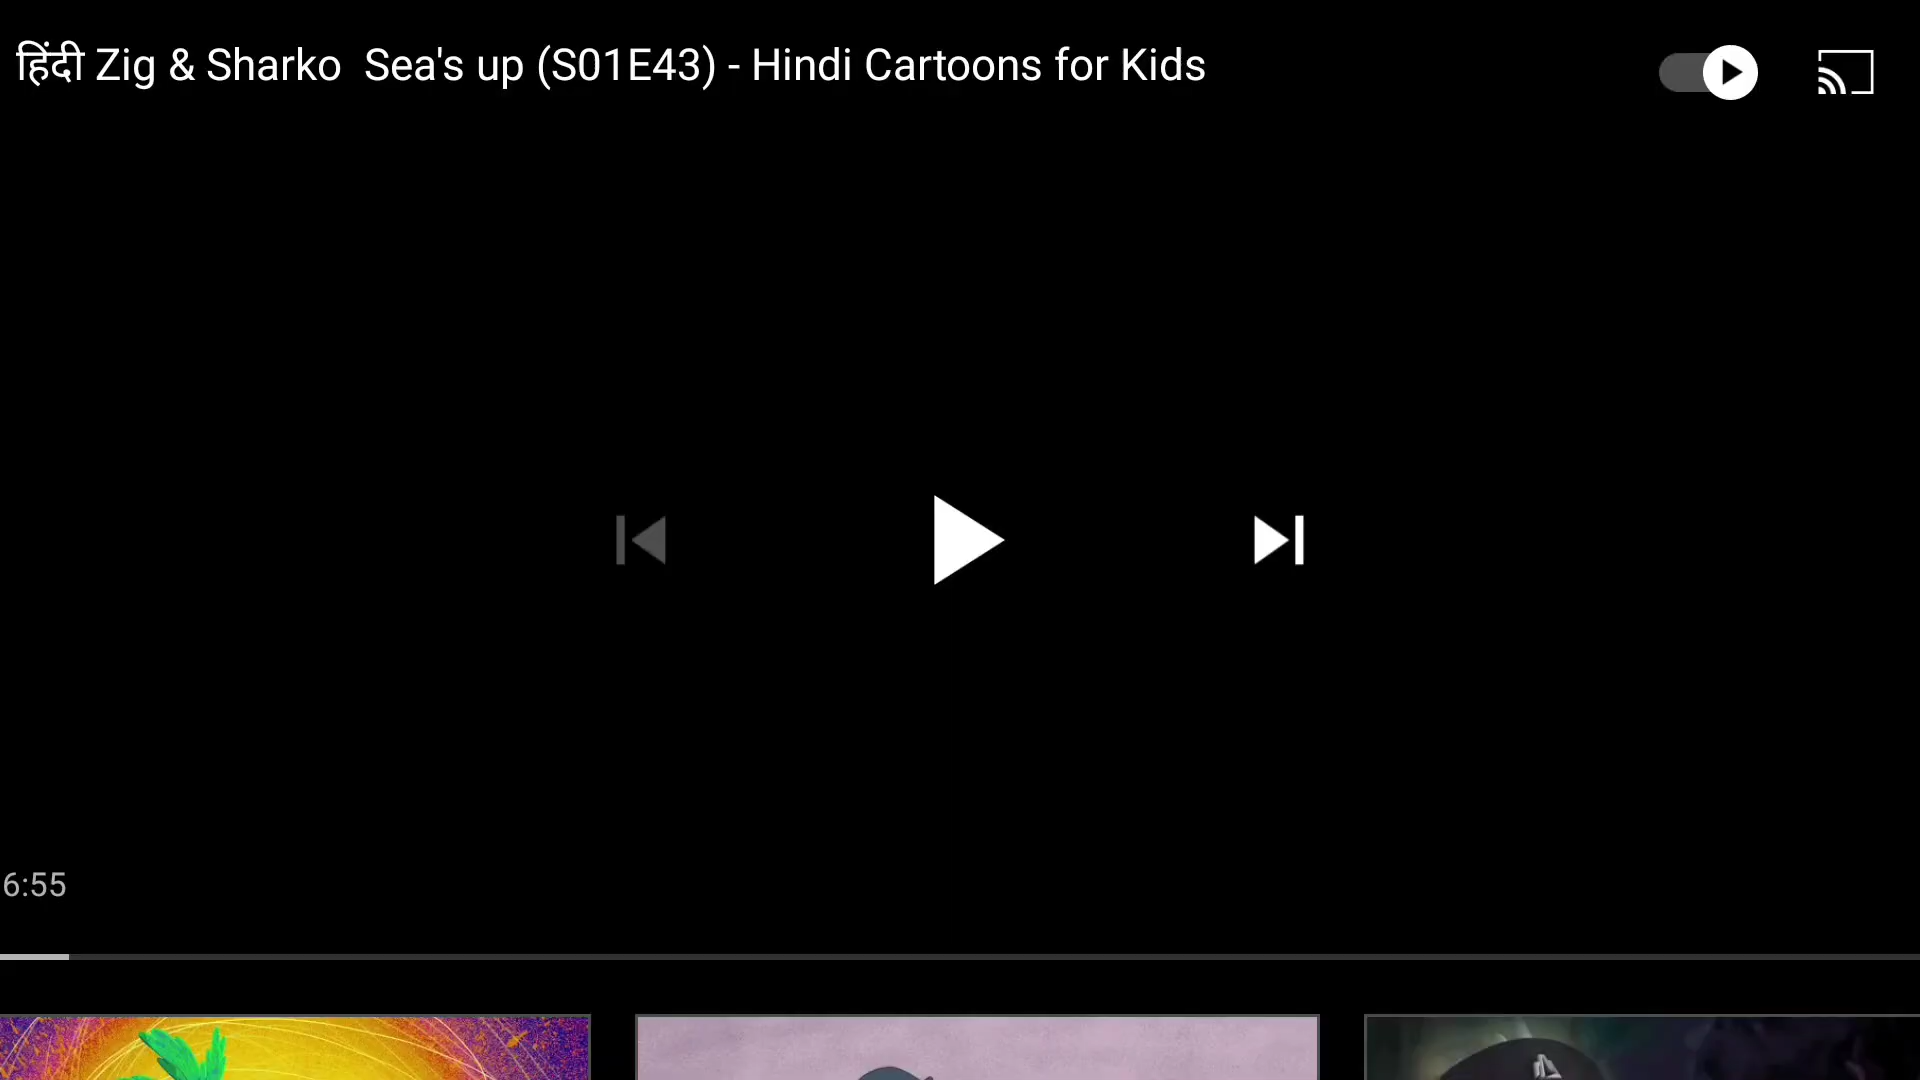 हिंदी Zig & Sharko  Sea's up (S01E43) - Hindi Cartoons for Kids
6:55